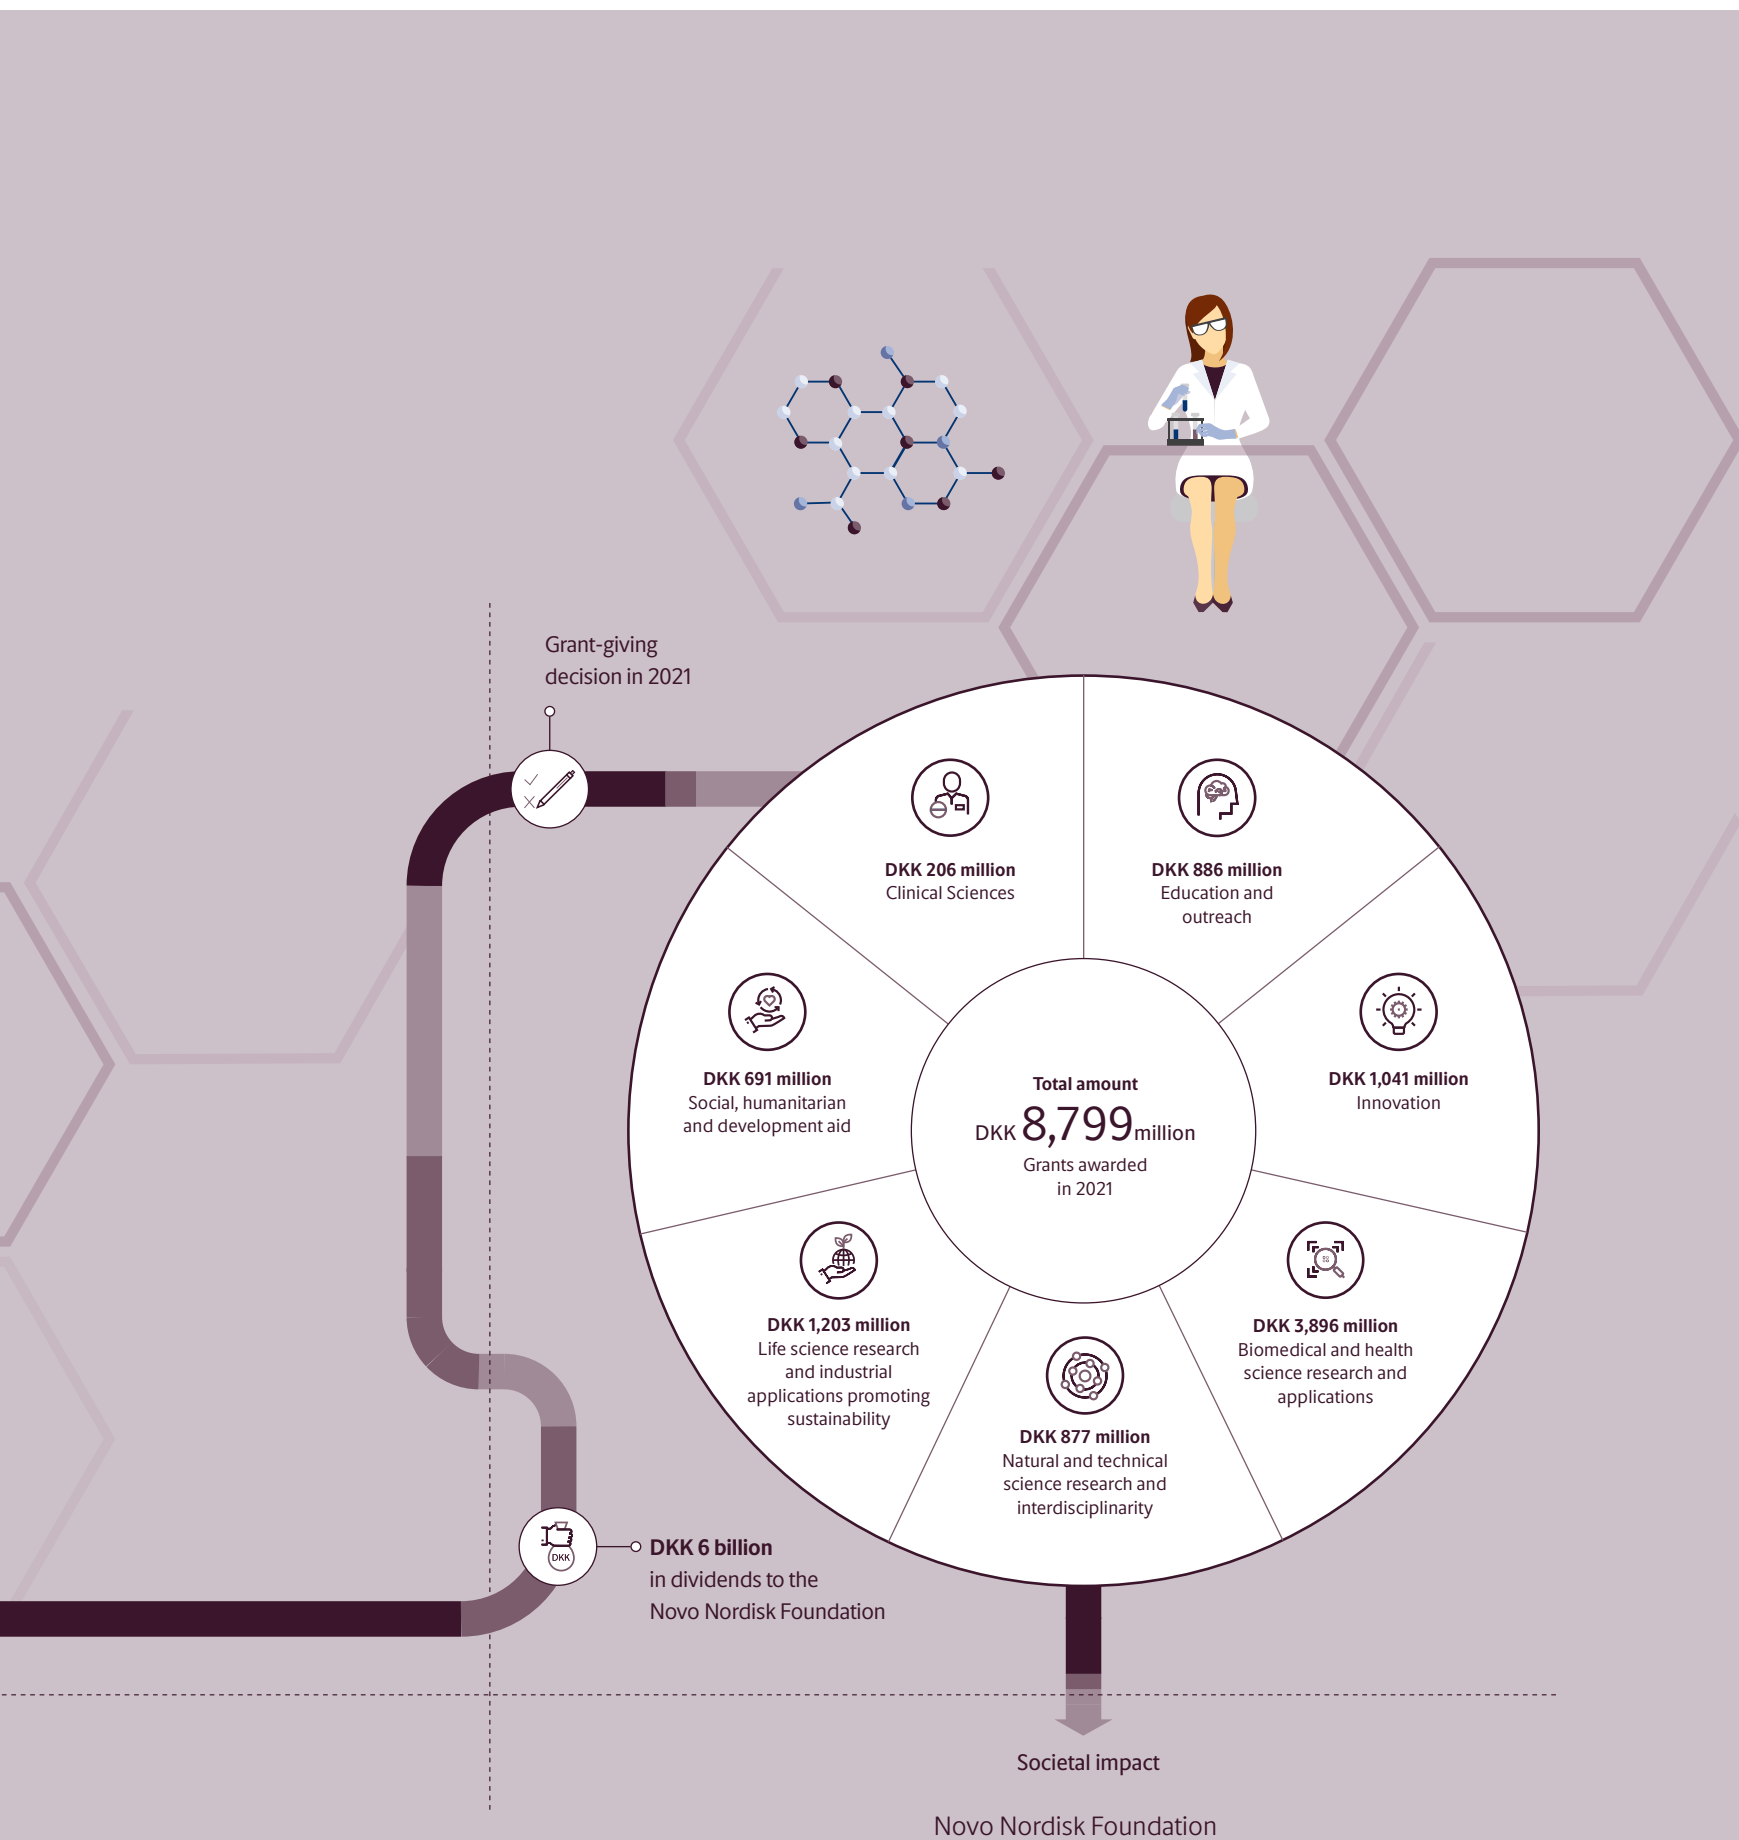 Grant-giving
decision in 2021
DKK 206 million
Clinical Sciences
DKK 886 million
Education and
outreach
DKK 691 million
Social, humanitarian
and development aid
Total amount
DKK 8,799 million
Grants awarded
in 2021
DKK 1,041 million
Innovation
DKK 1,203 million
Life science research
and industrial
applications promoting
sustainability
DKK 877 million
Natural and technical
science research and
interdisciplinarity
DKK 3,896 million
Biomedical and health
science research and
applications
DKK
DKK 6 billion
in dividends to the
Novo Nordisk Foundation
Societal impact
Novo Nordisk Foundation